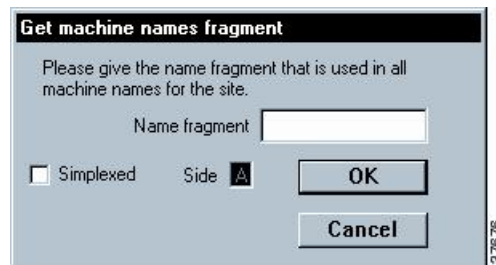 Get machine names fragment
Please give the name fragment that is used in all
machine names for the site.
Name fragment
Simplexed Side A OK
Cancel